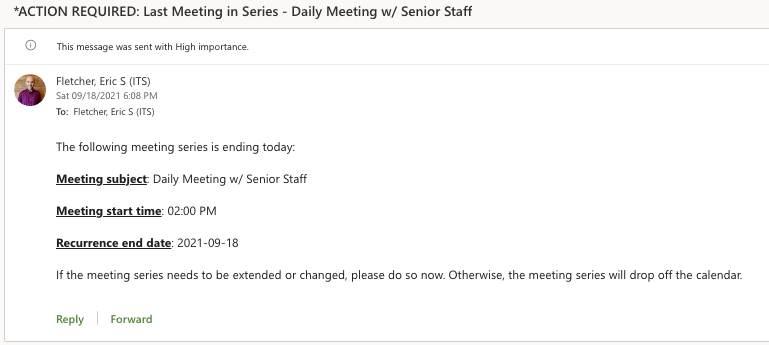 *ACTION REQUIRED: Last Meeting in Series - Daily Meeting w/ Senior Staff
This message was sent with High importance.
Fletcher, Eric S (ITS)
Sat 09/18/2021 6:08 PM
To: Fletcher, Eric S (ITS)
The following meeting series is ending today:
Meeting subject: Daily Meeting w/ Senior Staff
Meeting start time: 02:00 PM
Recurrence end date: 2021-09-18
If the meeting series needs to be extended or changed, please do so now. Otherwise, the meeting series will drop off the calendar.
Reply | Forward